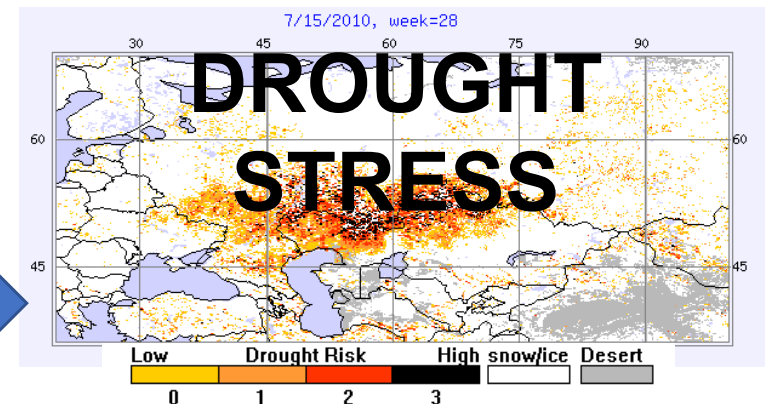 7/15/2010, week=28
30 45 60 75 90
DROUGHT
60 60
STRESS
45 45
Low Drought Risk High snow/ice Desert
0 1 2 3